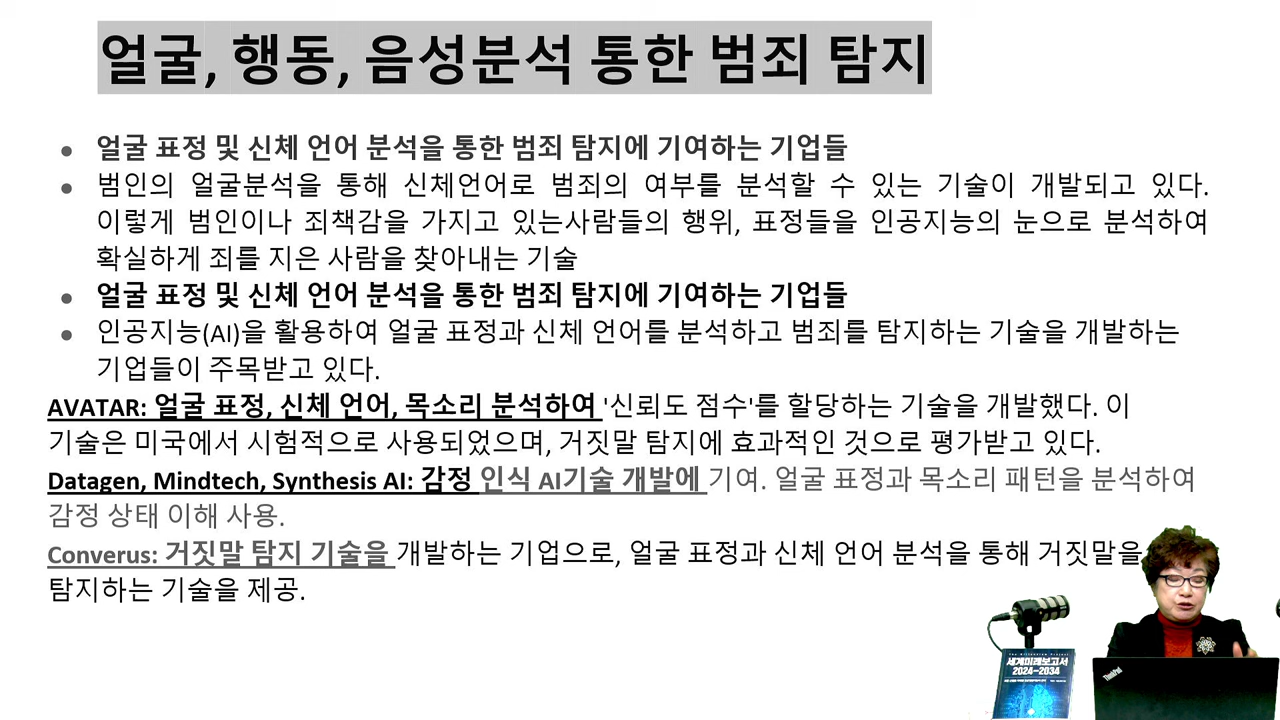 얼굴, 행동, 음성분석 통한 범죄 탐지
• 얼굴 표정 및 신체 언어 분석을 통한 범죄 탐지에 기여하는 기업들
• 범인의 얼굴분석을 통해 신체언어로 범죄의 여부를 분석할 수 있는 기술이 개발되고 있다.
이렇게 범인이나 죄책감을 가지고 있는사람들의 행위, 표정들을 인공지능의 눈으로 분석하여
확실하게 죄를 지은 사람을 찾아내는 기술
• 얼굴 표정 및 신체 언어 분석을 통한 범죄 탐지에 기여하는 기업들
• 인공지능(AI)을 활용하여 얼굴 표정과 신체 언어를 분석하고 범죄를 탐지하는 기술을 개발하는
기업들이 주목받고 있다.
AVATAR: 얼굴 표정, 신체 언어, 목소리 분석하여 '신뢰도 점수'를 할당하는 기술을 개발했다. 이
기술은 미국에서 시험적으로 사용되었으며, 거짓말 탐지에 효과적인 것으로 평가받고 있다.
Datagen, Mindtech, Synthesis AI: 감정 인식 AI기술 개발에 기여. 얼굴 표정과 목소리 패턴을 분석하여
감정 상태 이해 사용.
Converus: 거짓말 탐지 기술을 개발하는 기업으로, 얼굴 표정과 신체 언어 분석을 통해 거짓말을
탐지하는 기술을 제공.
세계미래보고서
2024-2034
ThinkPad